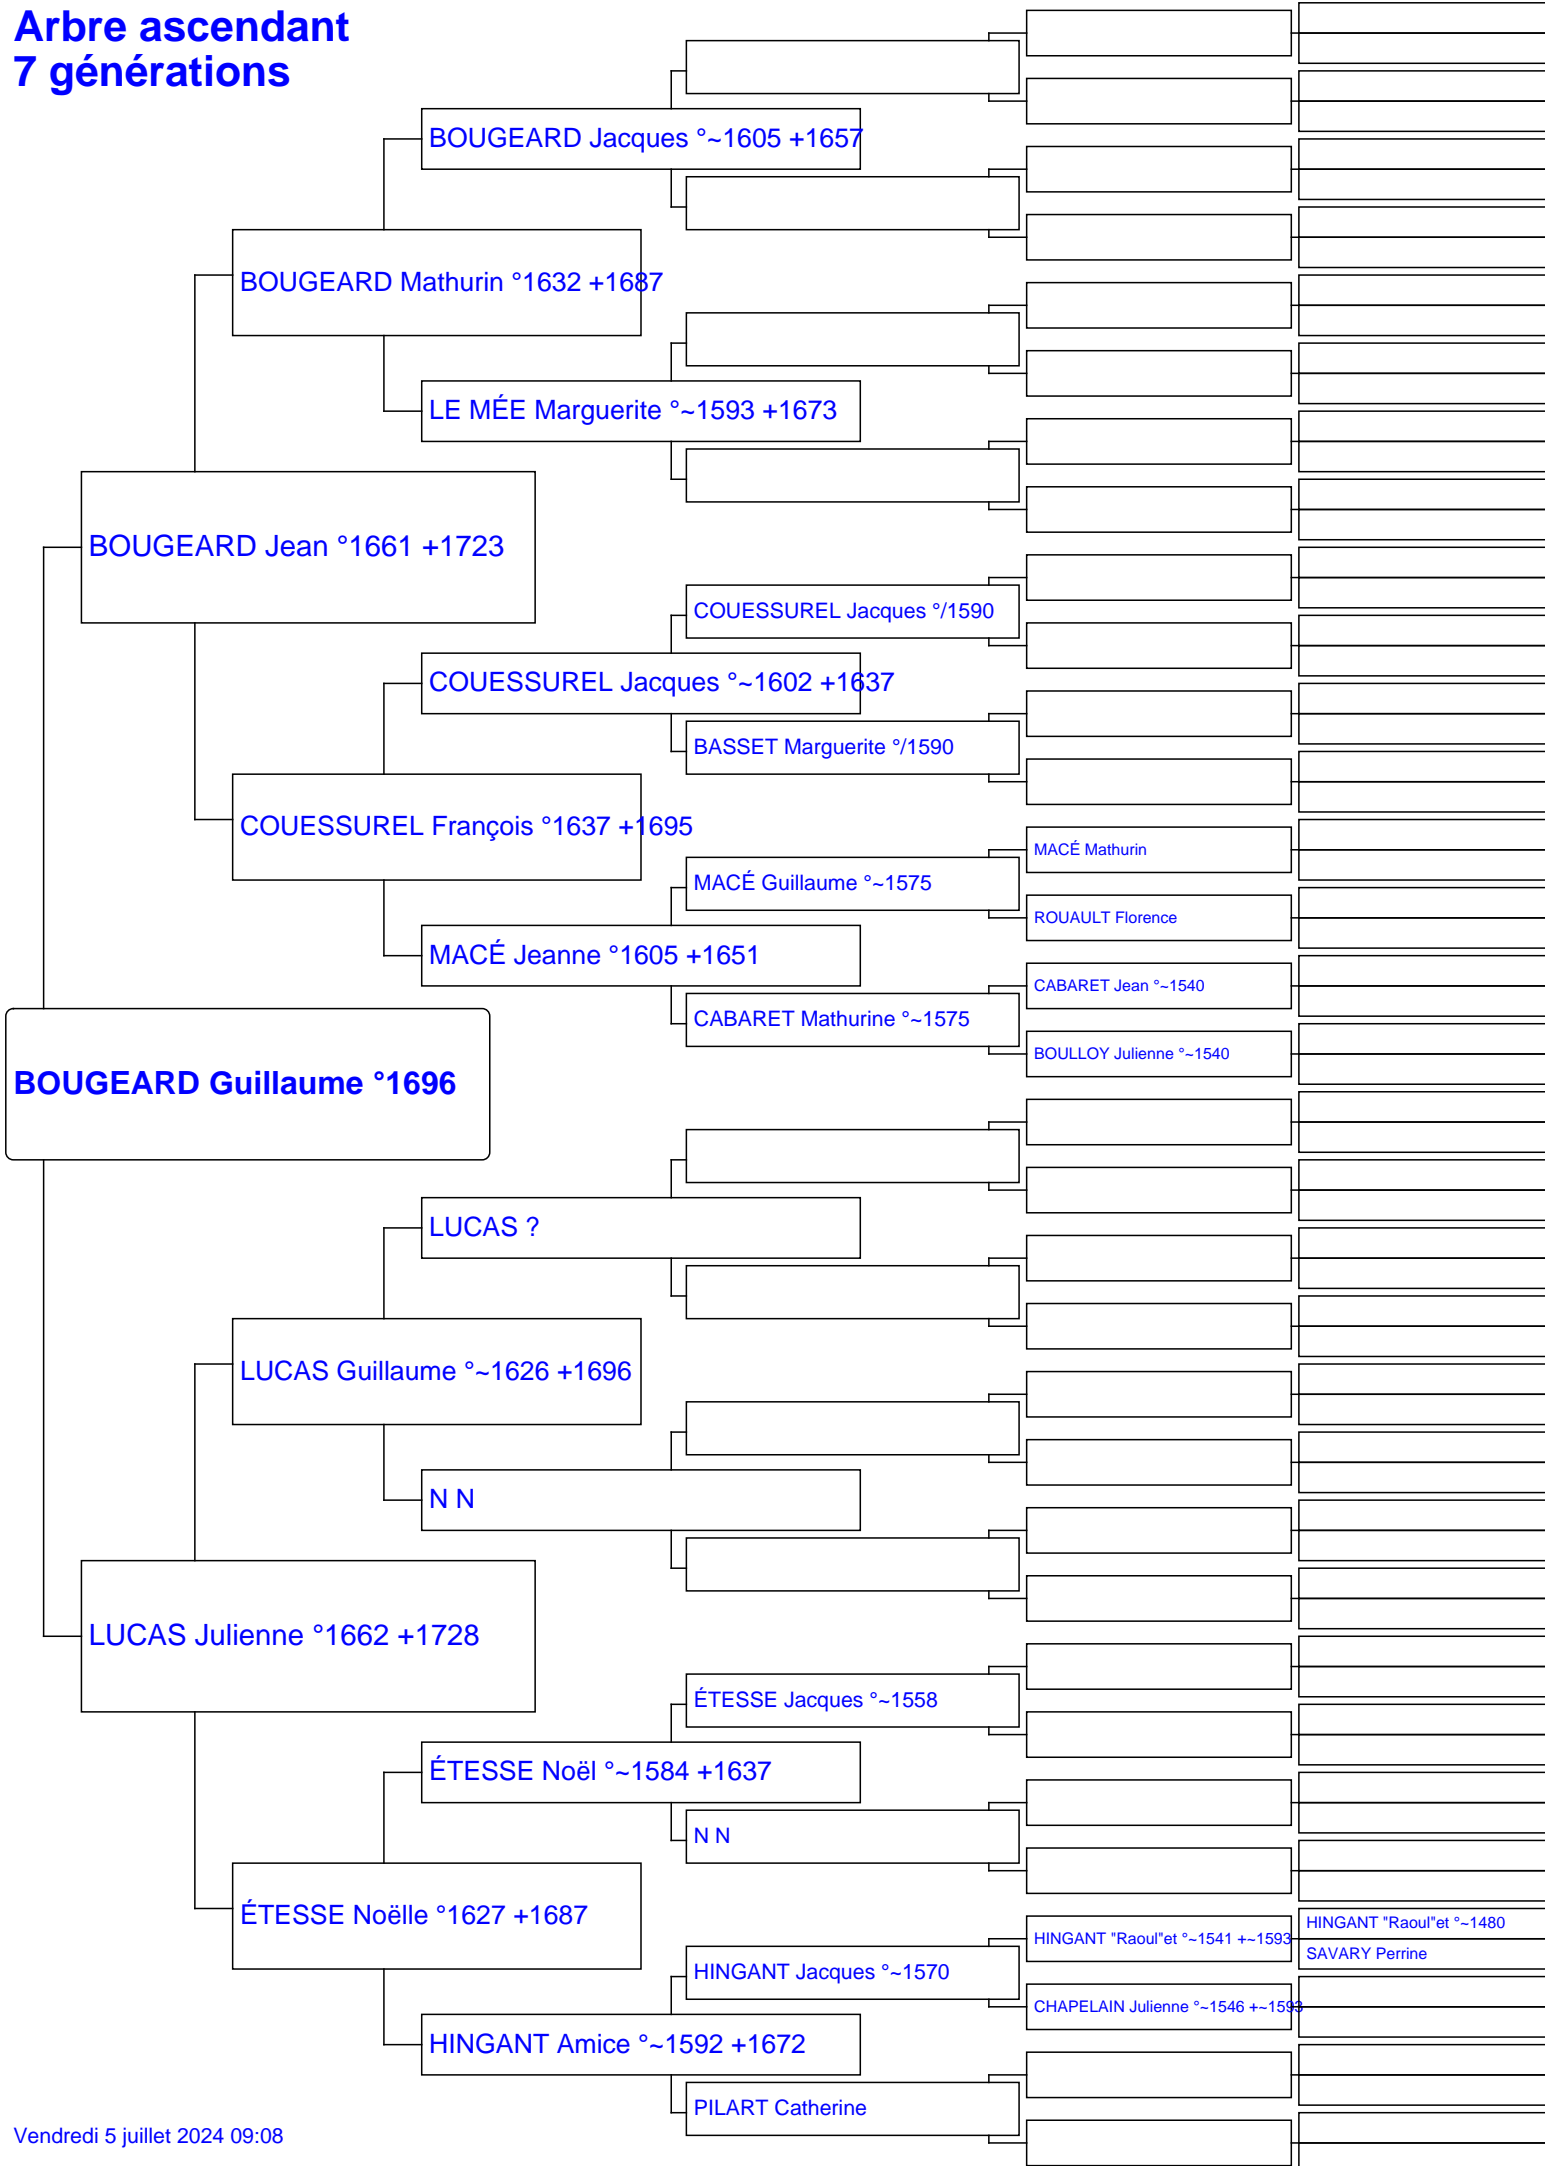 Arbre ascendant
7 générations
BOUGEARD Jacques °~1605 +1657
BOUGEARD Mathurin °1632 +1687
LE MÉE Marguerite °~1593 +1673
BOUGEARD Jean °1661 +1723
COUESSUREL Jacques °/1590
COUESSUREL Jacques °~1602 +1637
BASSET Marguerite °/1590
COUESSUREL François °1637 +1695
MACÉ Mathurin
MACÉ Guillaume °~1575
ROUAULT Florence
MACÉ Jeanne °1605 +1651
CABARET Jean °~1540
CABARET Mathurine °~1575
BOULLOY Julienne °~1540
BOUGEARD Guillaume °1696
LUCAS ?
LUCAS Guillaume °~1626 +1696
N N
LUCAS Julienne °1662 +1728
ÉTESSE Jacques °~1558
ÉTESSE Noël °~1584 +1637
N N
ÉTESSE Noëlle °1627 +1687
HINGANT "Raoul"et °~1480
HINGANT "Raoul"et °~1541 +~1593
SAVARY Perrine
HINGANT Jacques °~1570
CHAPELAIN Julienne °~1546 +~1593
HINGANT Amice °~1592 +1672
PILART Catherine
Vendredi 5 juillet 2024 09:08